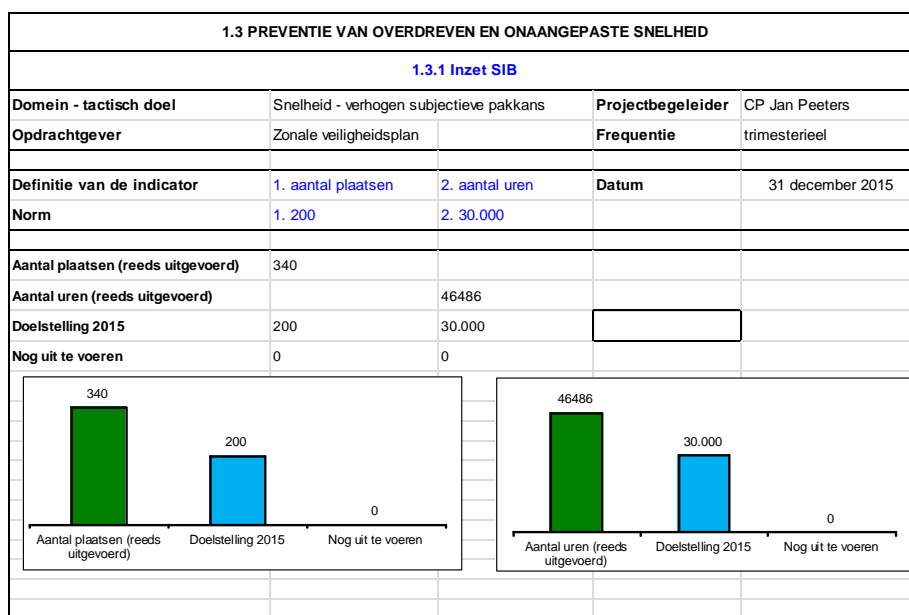 1.3 PREVENTIE VAN OVERDREVEN EN ONAANGEPASTE SNELHEID
1.3.1 Inzet SIB
Domein - tactisch doel Snelheid - verhogen subjectieve pakkans Projectbegeleider CP Jan Peeters
Opdrachtgever Zonale veiligheidsplan Frequentie trimesterieel
Definitie van de indicator 1. aantal plaatsen 2. aantal uren Datum 31 december 2015
Norm 1. 200 2. 30.000
Aantal plaatsen (reeds uitgevoerd) 340
Aantal uren (reeds uitgevoerd) 46486
Doelstelling 2015 200 30.000
Nog uit te voeren 0 0
340
200
0
Aantal plaatsen (reeds
uitgevoerd)
Doelstelling 2015
Nog uit te voeren
46486
30.000
0
Aantal uren (reeds
uitgevoerd)
Doelstelling 2015
Nog uit te voeren